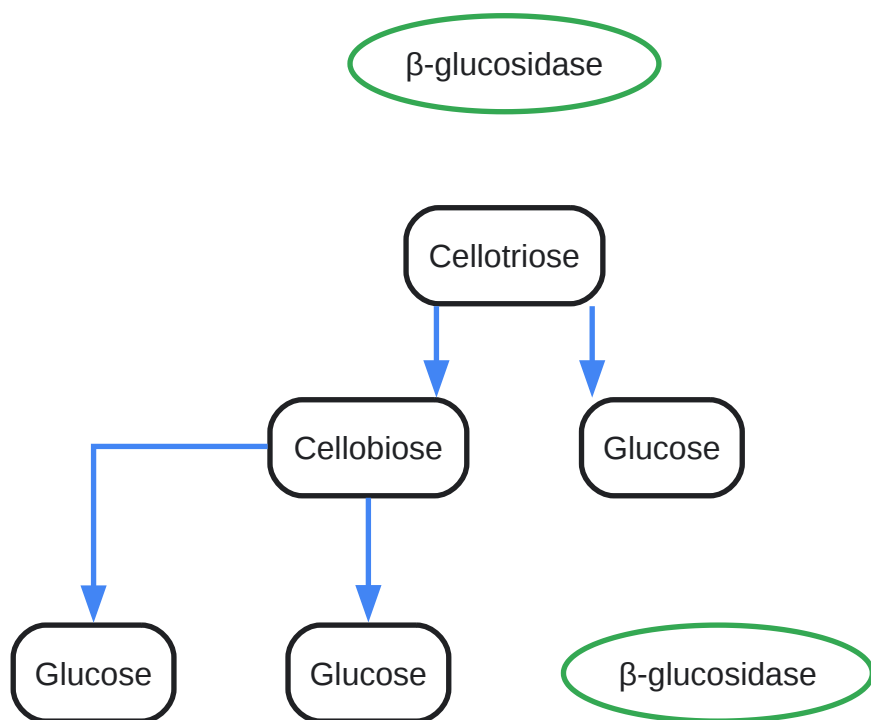 β-glucosidase
Cellotriose
Cellobiose
Glucose
Glucose
Glucose
β-glucosidase